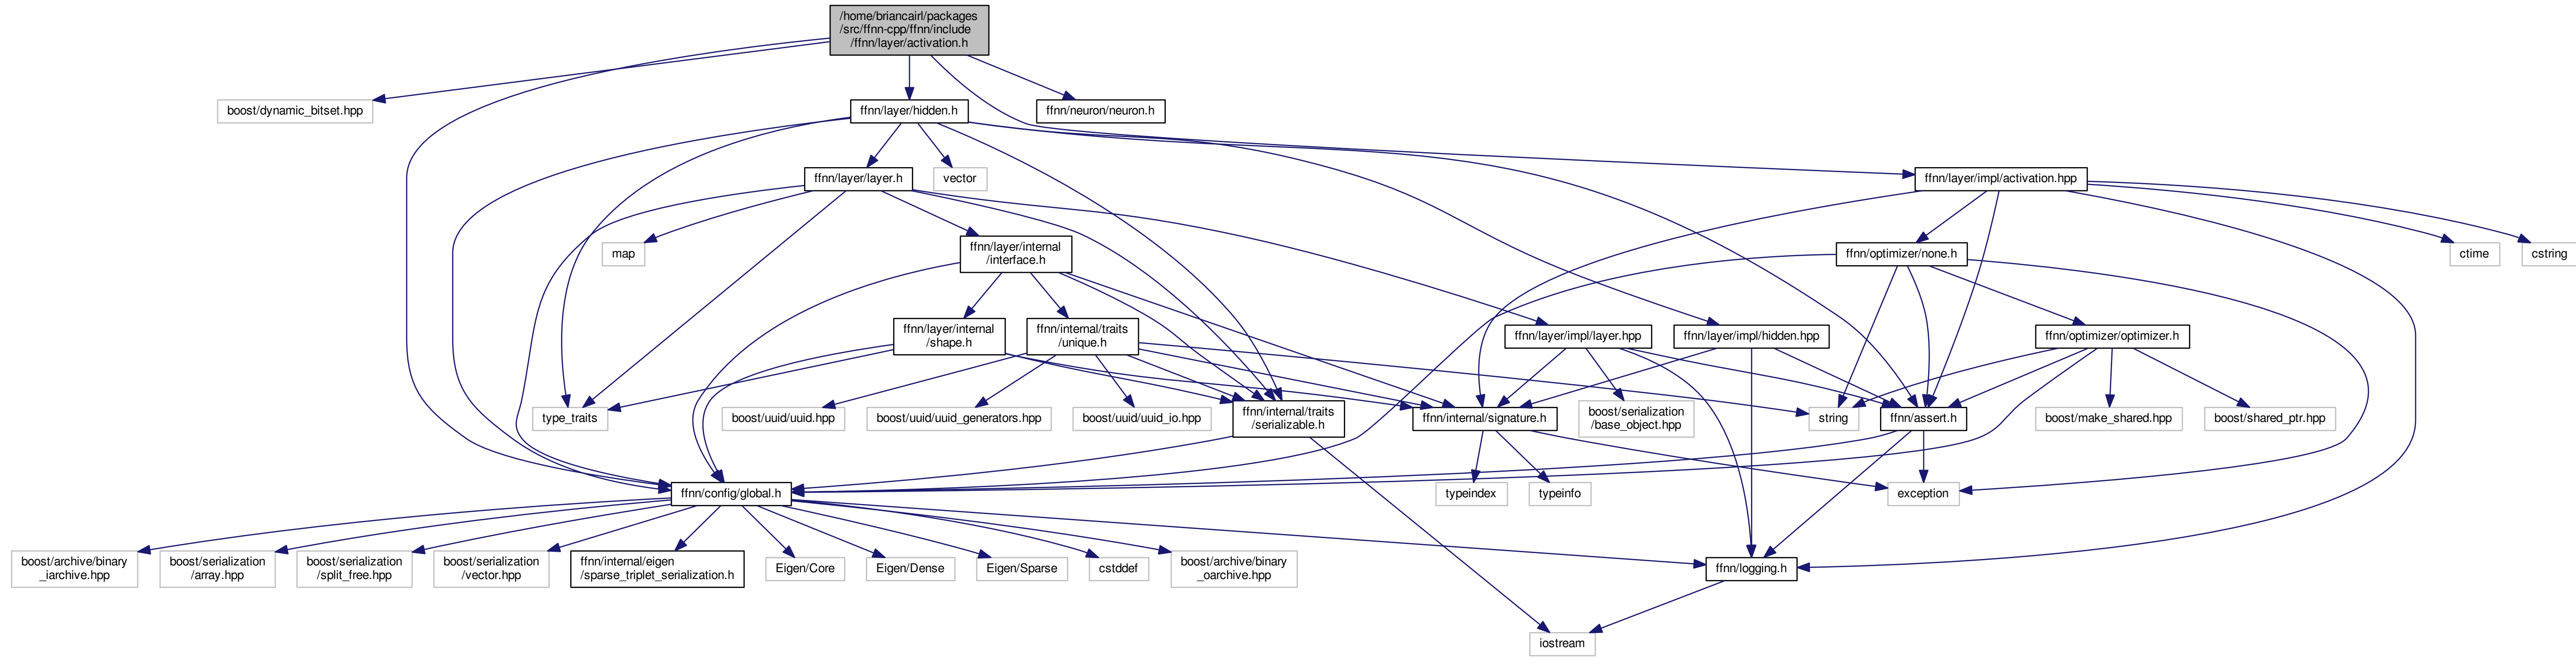 /home/briancairl/packages
/src/ffnn-cpp/ffnn/include
/ffnn/layer/activation.h
boost/dynamic_bitset.hpp
ffnn/layer/hidden.h
ffnn/neuron/neuron.h
ffnn/layer/layer.h
vector
ffnn/layer/impl/activation.hpp
map
ffnn/layer/internal
/interface.h
ffnn/optimizer/none.h
ctime
cstring
ffnn/layer/internal
/shape.h
ffnn/internal/traits
/unique.h
ffnn/layer/impl/layer.hpp
ffnn/layer/impl/hidden.hpp
ffnn/optimizer/optimizer.h
type_traits
boost/uuid/uuid.hpp
boost/uuid/uuid_generators.hpp
boost/uuid/uuid_io.hpp
ffnn/internal/traits
/serializable.h
ffnn/internal/signature.h
boost/serialization
/base_object.hpp
string
ffnn/assert.h
boost/make_shared.hpp
boost/shared_ptr.hpp
ffnn/config/global.h
typeindex
typeinfo
exception
boost/archive/binary
_iarchive.hpp
boost/serialization
/array.hpp
boost/serialization
/split_free.hpp
boost/serialization
/vector.hpp
ffnn/internal/eigen
/sparse_triplet_serialization.h
Eigen/Core
Eigen/Dense
Eigen/Sparse
cstddef
boost/archive/binary
_oarchive.hpp
ffnn/logging.h
iostream